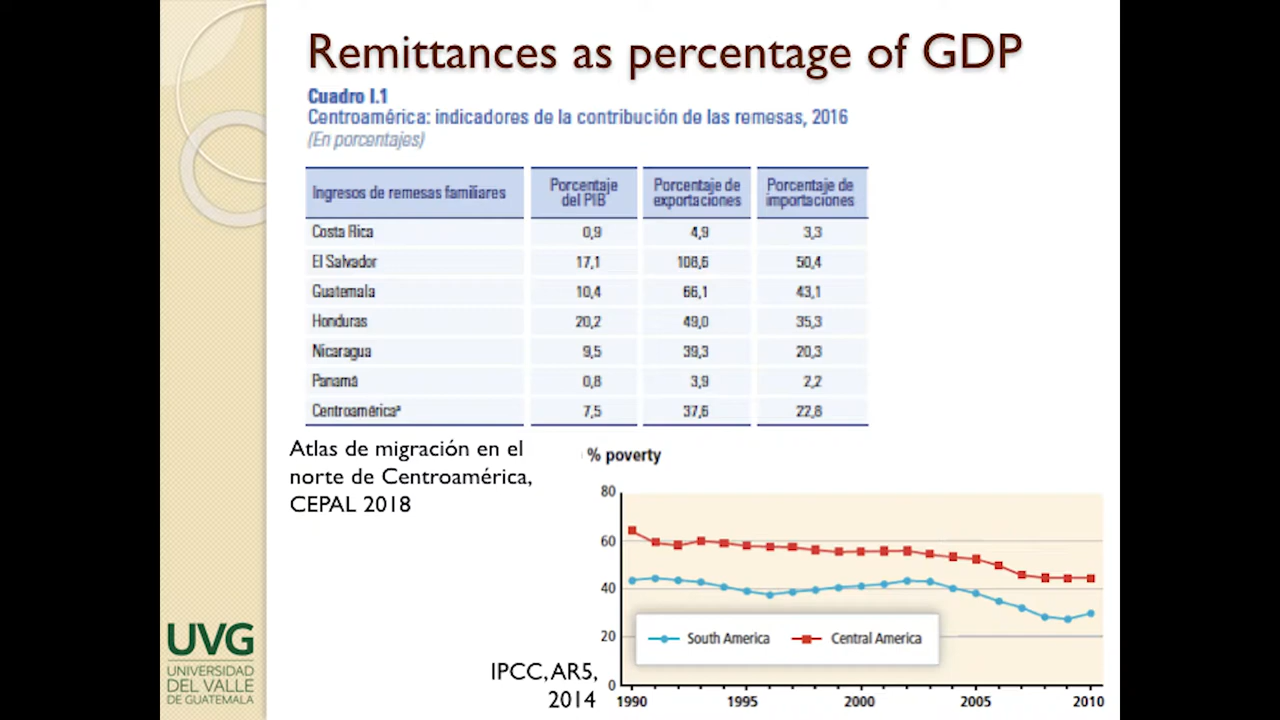 Remittances as percentage of GDP
Cuadro I.1
Centroamérica: indicadores de la contribución de las remesas, 2016
(En porcentajes)
Ingresos de remesas familiares Porcentaje del PIB Porcentaje de exportaciones Porcentaje de importaciones
Costa Rica 0,9 4,9 3,3
El Salvador 17,1 108,6 50,4
Guatemala 10,4 66,1 43,1
Honduras 20,2 49,0 35,3
Nicaragua 9,5 39,3 20,3
Panamá 0,8 3,9 2,2
Centroaméricaª 7,5 37,6 22,8
Atlas de migración en el
norte de Centroamérica,
CEPAL 2018
% poverty
80
60
40
20
0
South America Central America
1990 1995 2000 2005 2010
IPCC, AR5,
2014
UVG
UNIVERSIDAD
DEL VALLE
DE GUATEMALA